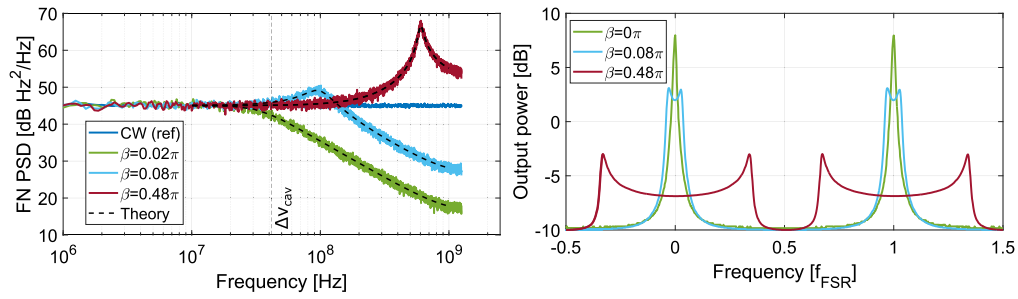 FN PSD [dB Hz²/Hz]
70
60
50
40
30
20
10
CW (ref)
β=0.02π
β=0.08π
β=0.48π
Theory
Δν_cav
10⁶ 10⁷ 10⁸ 10⁹
Frequency [Hz]
Output power [dB]
10
5
0
-5
-10
β=0π
β=0.08π
β=0.48π
-0.5 0 0.5 1 1.5
Frequency [f_FSR]